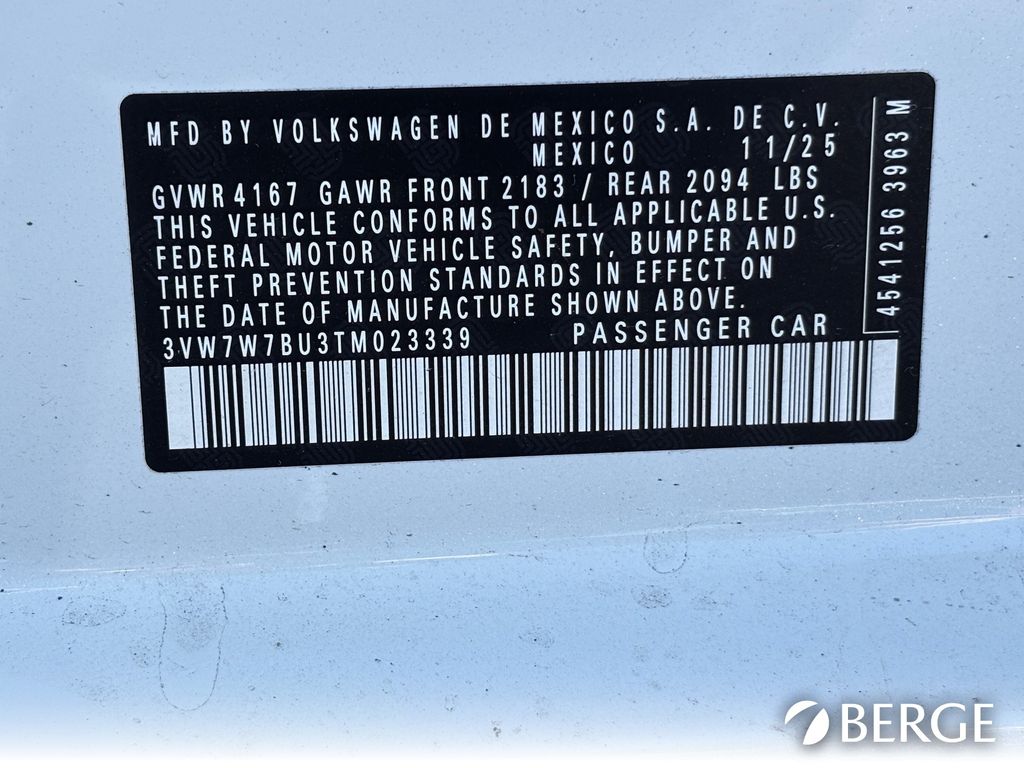 MFD BY VOLKSWAGEN DE MEXICO S.A. DE C.V.
MEXICO 11/25
GVWR 4167 GAWR FRONT 2183 / REAR 2094 LBS
THIS VEHICLE CONFORMS TO ALL APPLICABLE U.S.
FEDERAL MOTOR VEHICLE SAFETY, BUMPER AND
THEFT PREVENTION STANDARDS IN EFFECT ON
THE DATE OF MANUFACTURE SHOWN ABOVE.
3VW7W7BU3TM023339 PASSENGER CAR
4541256 3963 M
BERGE